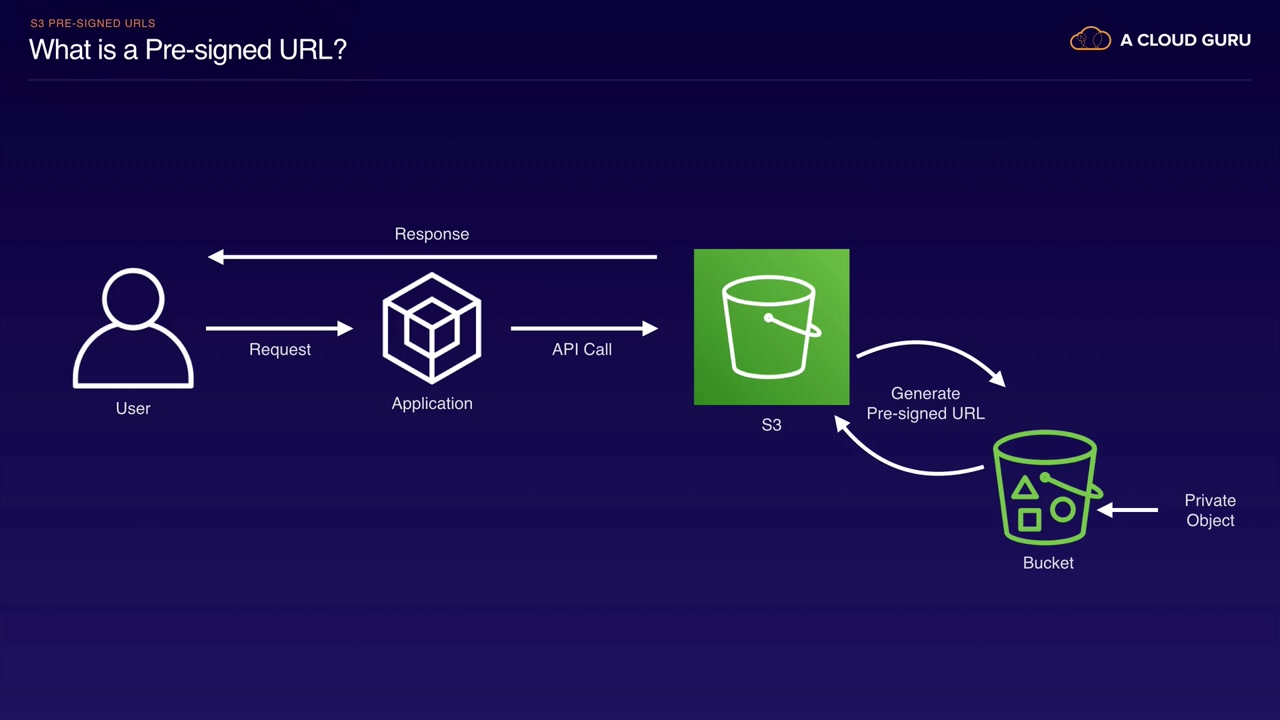 S3 PRE-SIGNED URLS
What is a Pre-signed URL?
A CLOUD GURU
Response
Request
API Call
User
Application
S3
Generate
Pre-signed URL
Private
Object
Bucket